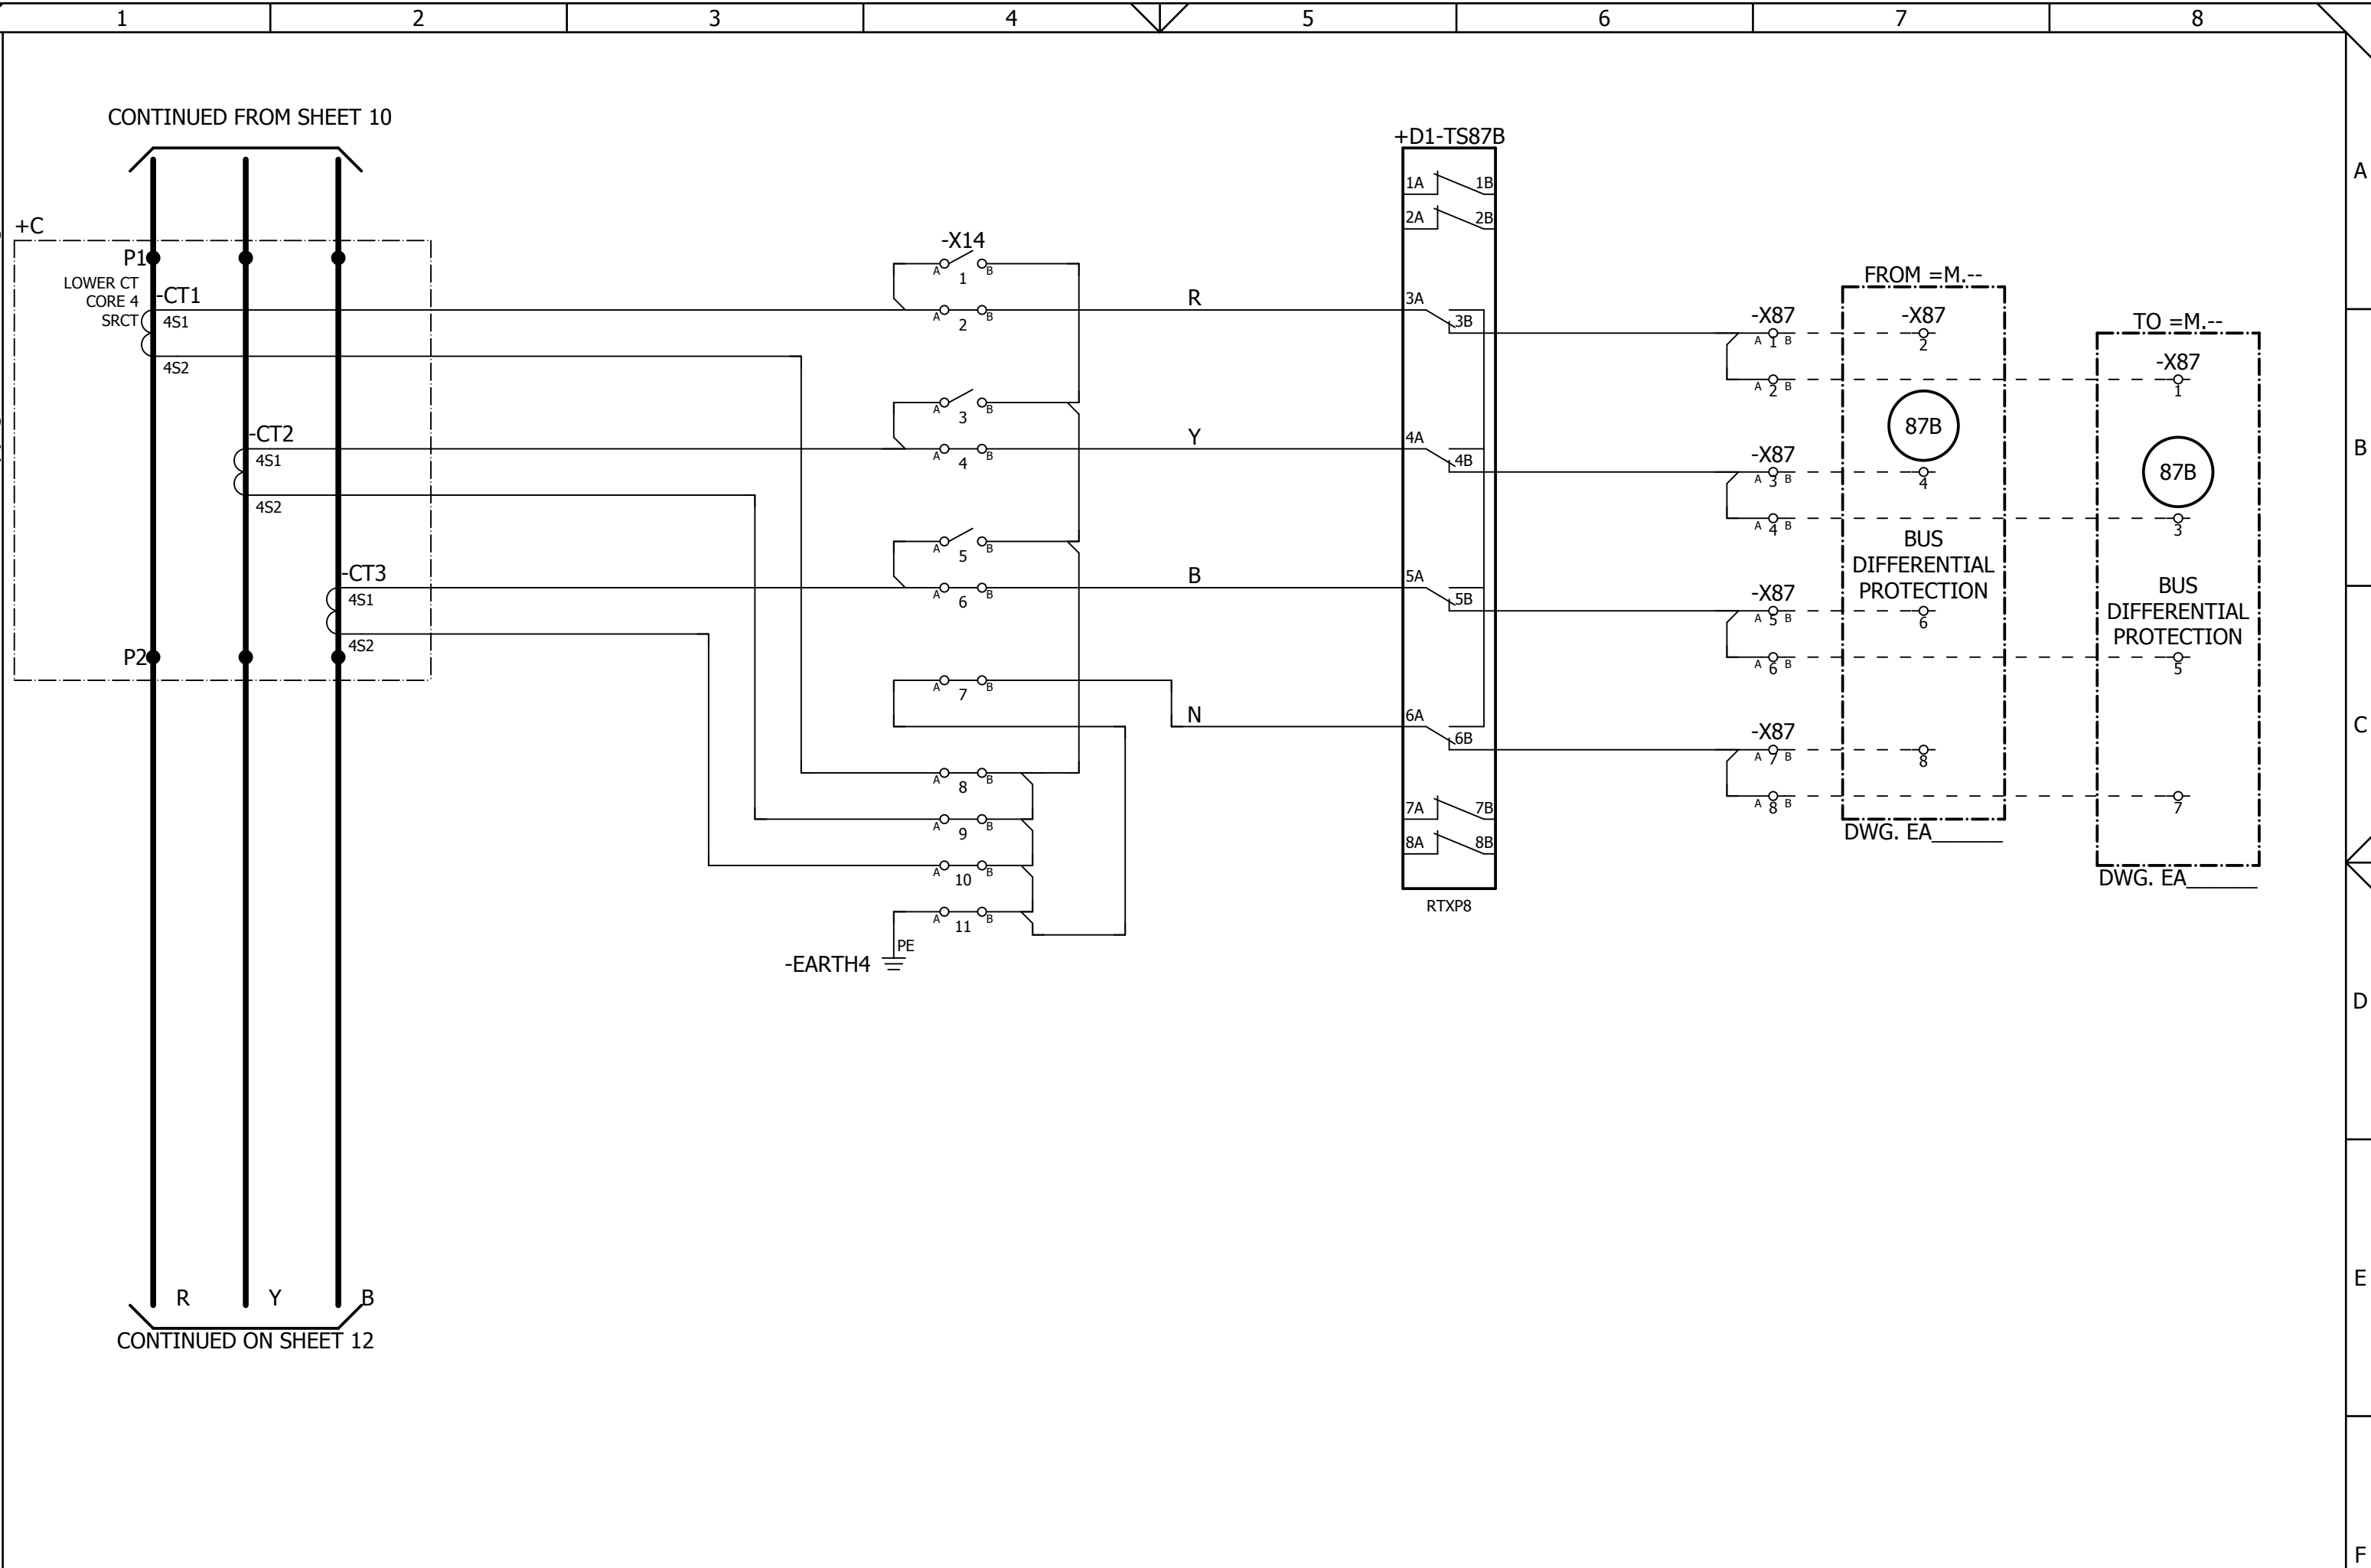 1 2 3 4 5 6 7 8
CONTINUED FROM SHEET 10
+D1-TS87B
A
1A 1B
2A 2B
+C
-X14
P1
A B
1
LOWER CT
CORE 4
SRCT
-CT1
4S1
A B
2
R
3A
3B
4S2
FROM =M.--
-X87
A 1 B
-X87
2
TO =M.--
-X87
1
A 2 B
A B
3
-CT2
4S1
A B
4
Y
4A
4B
4S2
-X87
A 3 B
4
87B
87B
B
A 4 B
3
A B
5
BUS
DIFFERENTIAL
PROTECTION
BUS
DIFFERENTIAL
PROTECTION
-CT3
4S1
A B
6
B
5A
5B
4S2
-X87
A 5 B
6
P2
A 6 B
5
A B
7
N
6A
6B
-X87
A 7 B
8
C
A B
8
A 8 B
7
7A 7B
A B
9
8A 8B
DWG. EA______
A B
10
DWG. EA______
RTXP8
A B
11
PE
-EARTH4
D
E
R Y B
CONTINUED ON SHEET 12
F